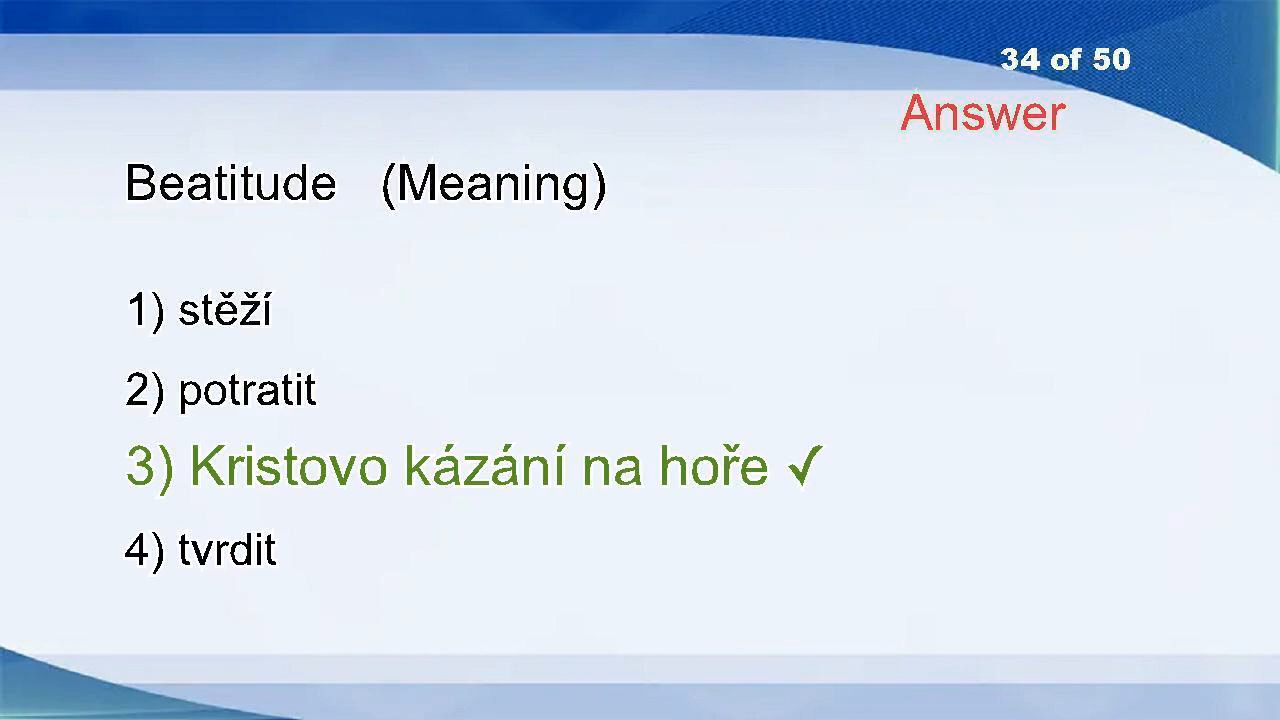 34 of 50
Answer
Beatitude (Meaning)
1) stěží
2) potratit
3) Kristovo kázání na hoře ✓
4) tvrdit